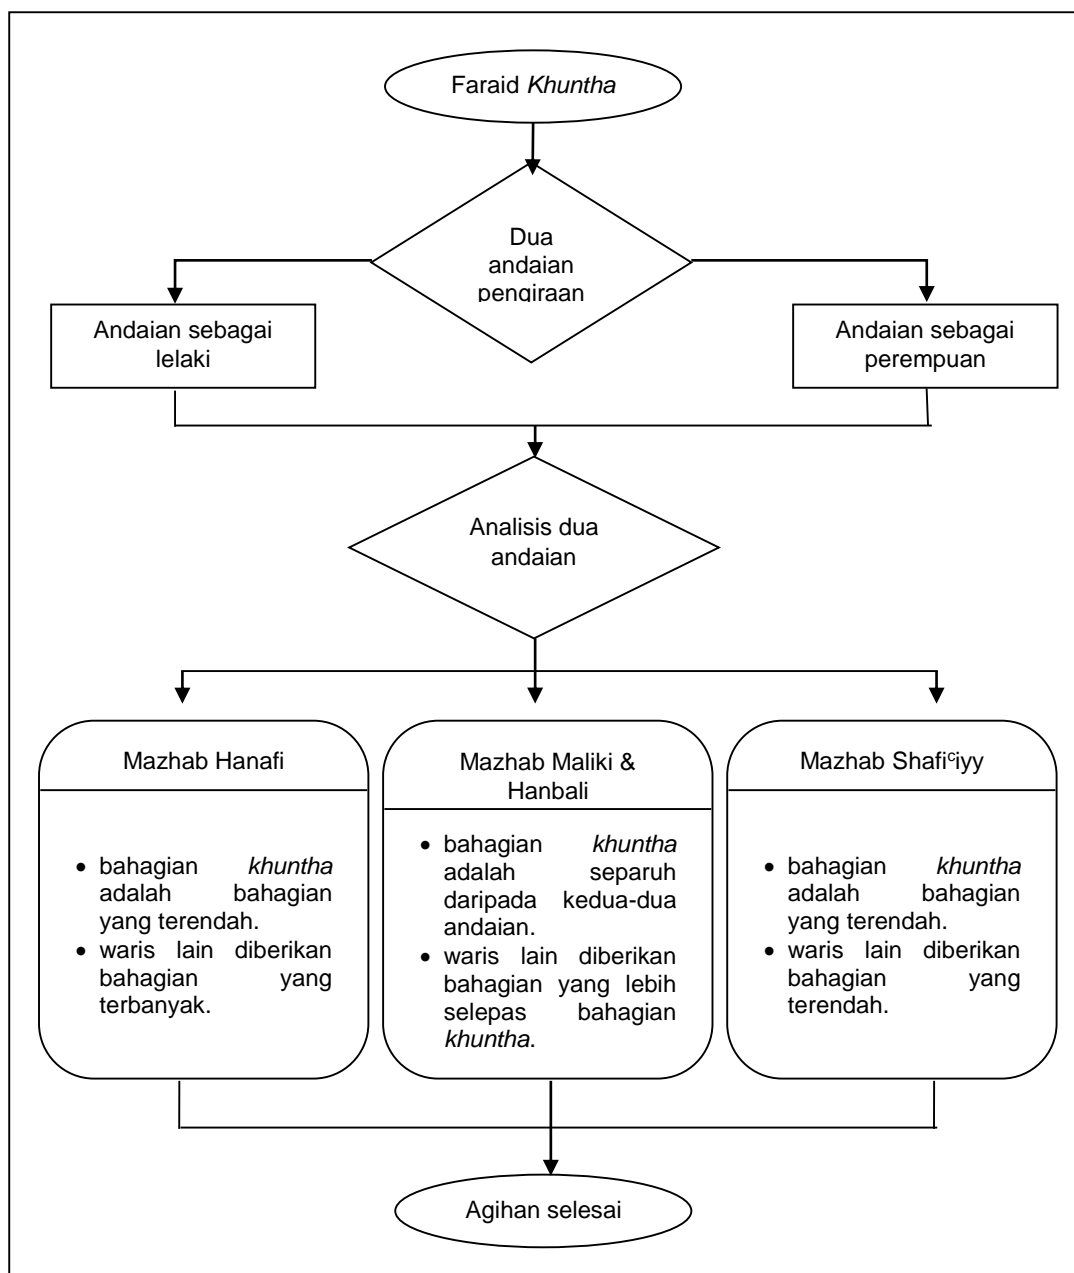 Faraid Khuntha
Dua
andaian
pengiraan
Andaian sebagai
lelaki
Andaian sebagai
perempuan
Analisis dua
andaian
Mazhab Hanafi
• bahagian khuntha
adalah bahagian
yang terendah.
• waris lain diberikan
bahagian yang
terbanyak.
Mazhab Maliki &
Hanbali
• bahagian khuntha
adalah separuh
daripada kedua-dua
andaian.
• waris lain diberikan
bahagian yang lebih
selepas bahagian
khuntha.
Mazhab Shafiᶜiyy
• bahagian khuntha
adalah bahagian
yang terendah.
• waris lain diberikan
bahagian yang
terendah.
Agihan selesai